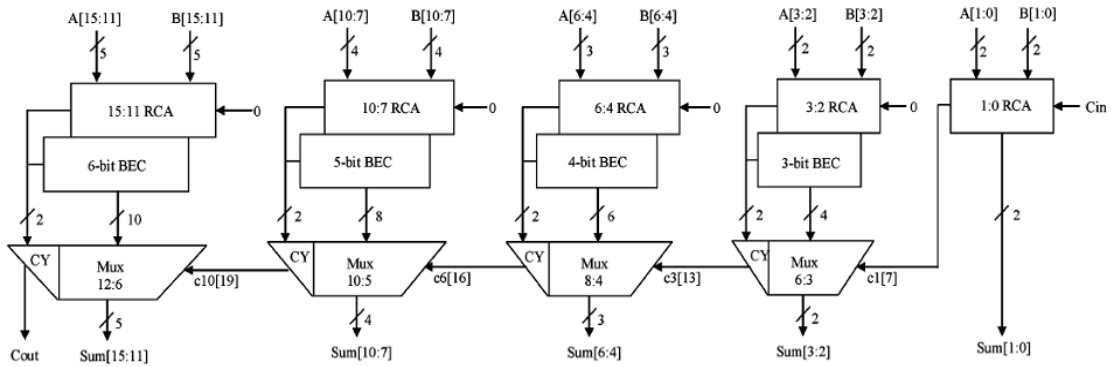 A[15:11] B[15:11] A[10:7] B[10:7] A[6:4] B[6:4] A[3:2] B[3:2] A[1:0] B[1:0]
5 5 4 4 3 3 2 2 2 2
15:11 RCA 0 10:7 RCA 0 6:4 RCA 0 3:2 RCA 0 1:0 RCA Cin
6-bit BEC 5-bit BEC 4-bit BEC 3-bit BEC
2 10 2 8 2 6 2 4 2
CY Mux CY Mux CY Mux CY Mux
12:6 c10[19] 10:5 c6[16] 8:4 c3[13] 6:3 c1[7]
5 4 3 2
Cout Sum[15:11] Sum[10:7] Sum[6:4] Sum[3:2] Sum[1:0]